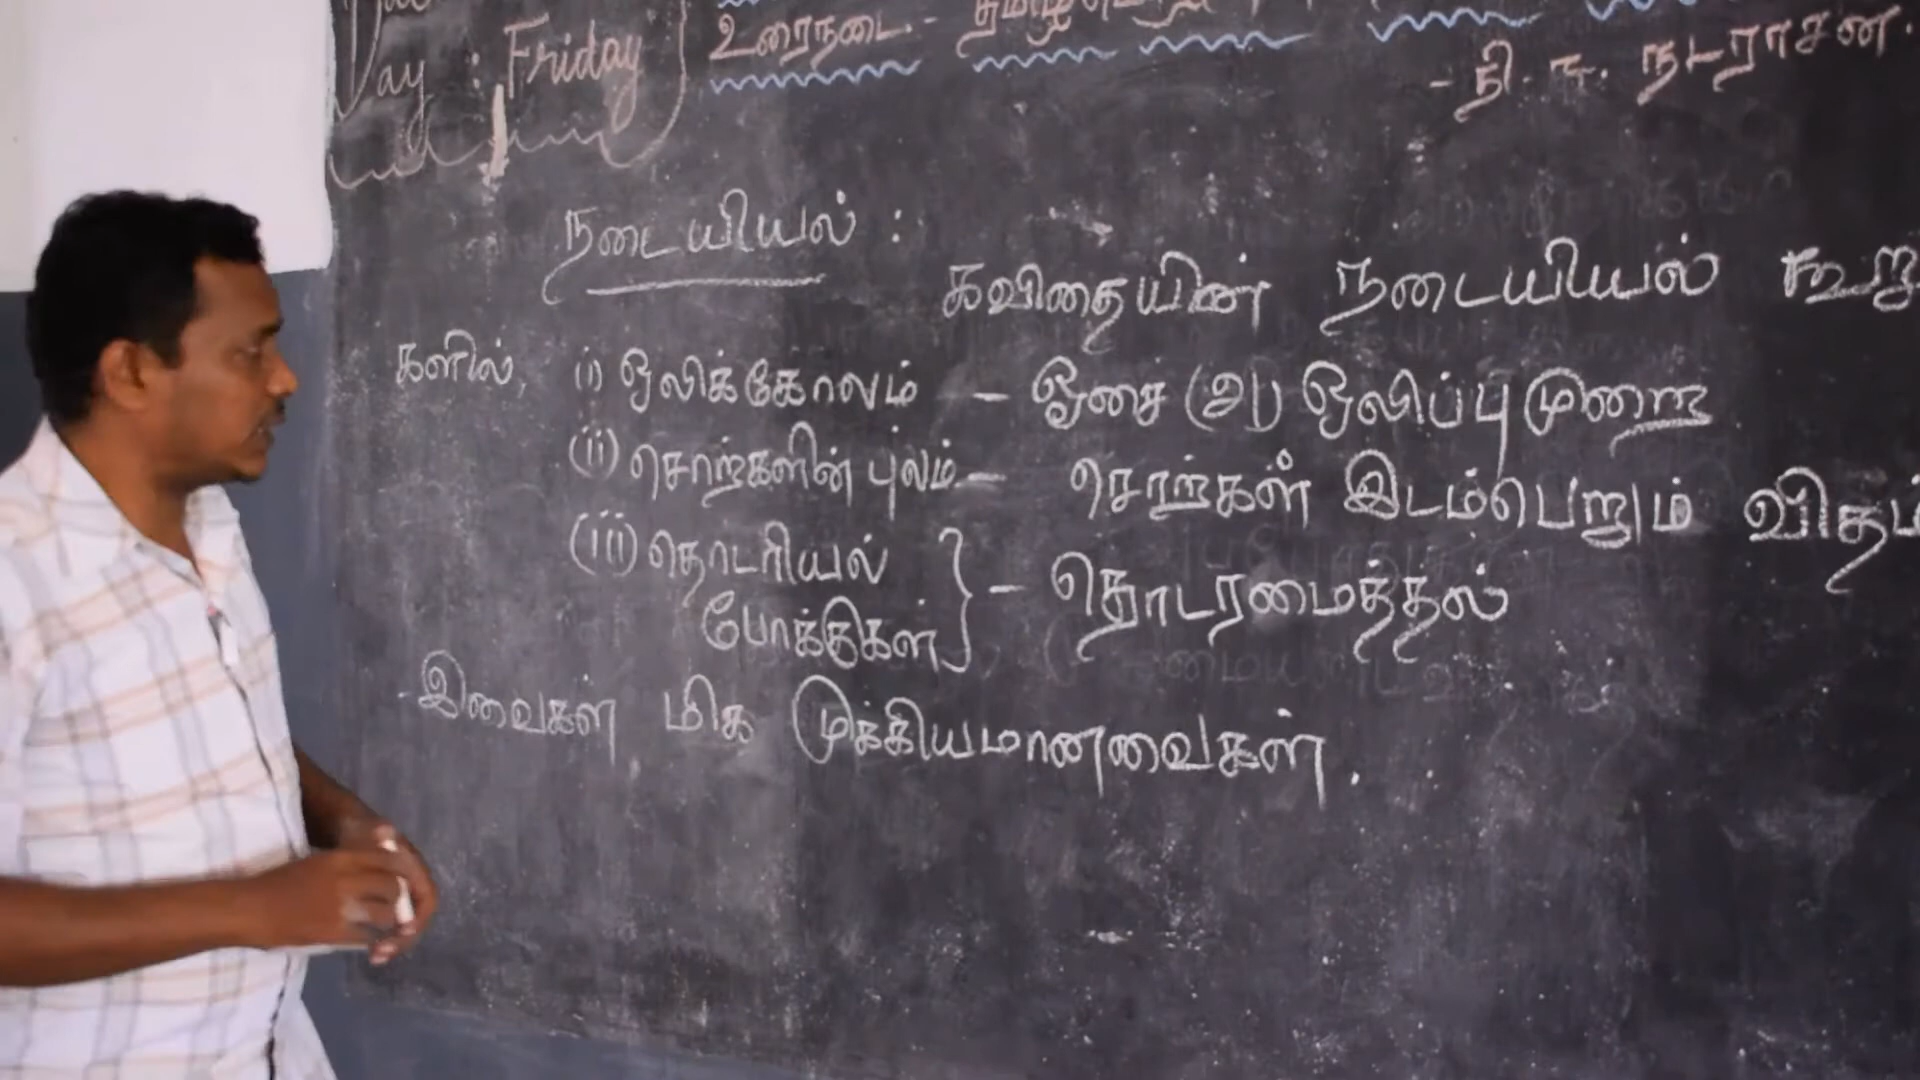 Day : Friday
உரைநடை -
- தி. சு. நடராசன்.
நடையியல் :
கவிதையின் நடையியல் கூறு
களில், (i) ஒலிக்கோலம் - ஓசை (அ) ஒலிப்புமுறை
(ii) சொற்களின் புலம் - சொற்கள் இடம்பெறும் விதம்
(iii) தொடரியல் போக்குகள் } - தொடரமைத்தல்
- இவைகள் மிக முக்கியமானவைகள்.